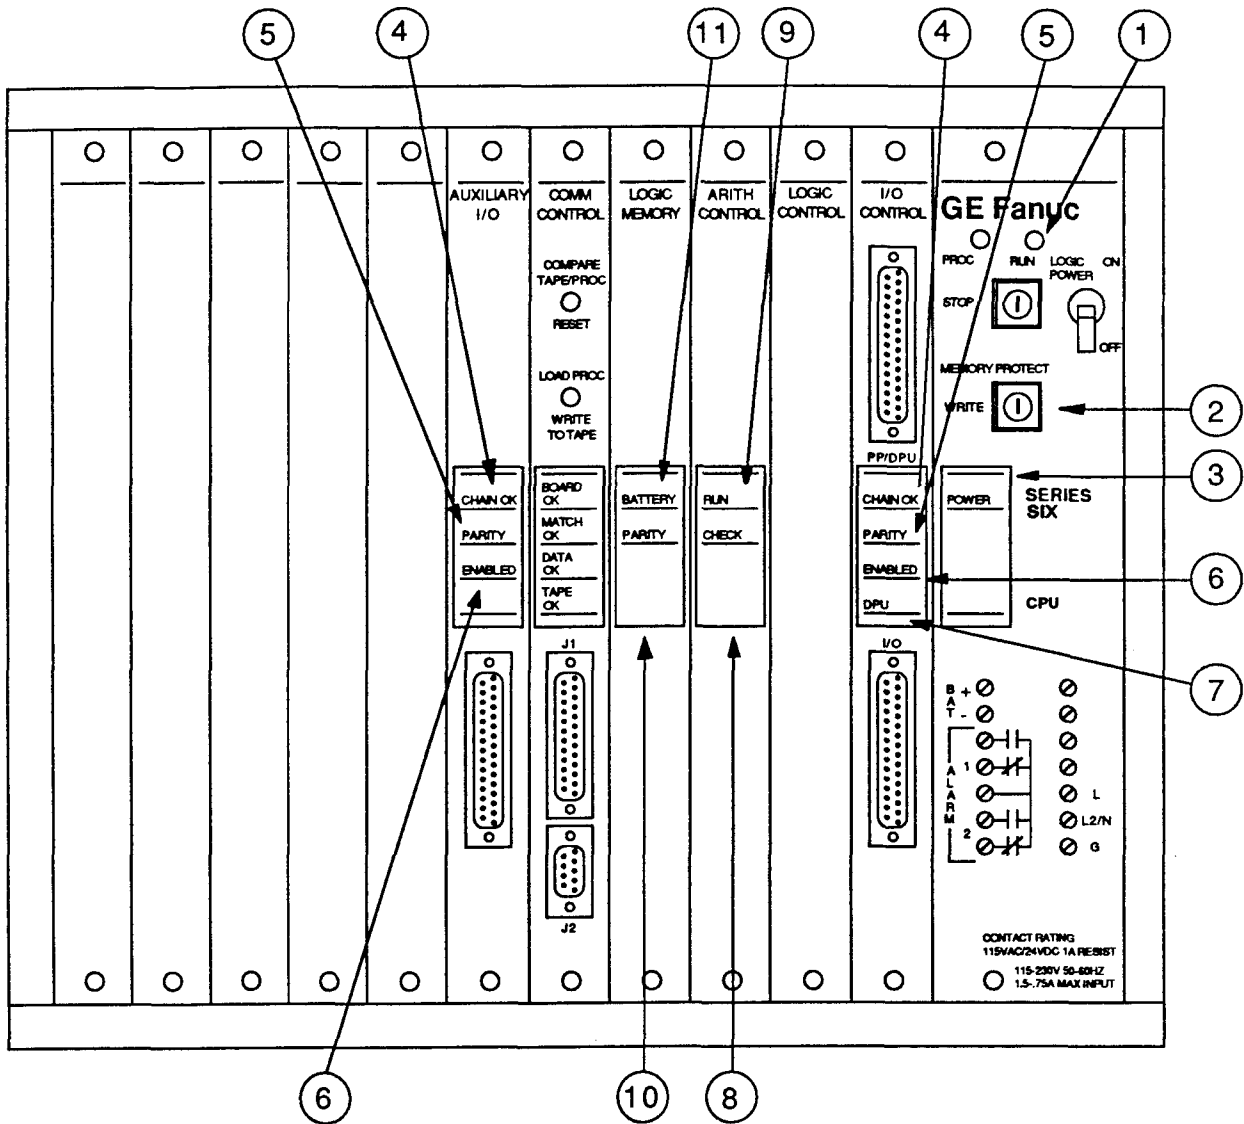 5 4 11 9 4 5 1
AUXILIARY
I/O
COMM
CONTROL
LOGIC
MEMORY
ARITH
CONTROL
LOGIC
CONTROL
I/O
CONTROL
GE Fanuc
PROC RUN LOGIC ON
POWER
STOP
OFF
COMPARE
TAPE/PROC
RESET
LOAD PROC
WRITE
TO TAPE
MEMORY PROTECT
WRITE
2
PP/DPU
CHAIN OK
PARITY
ENABLED
BOARD
OK
MATCH
OK
DATA
OK
TAPE
OK
BATTERY
PARITY
RUN
CHECK
CHAIN OK
PARITY
ENABLED
DPU
POWER
SERIES
SIX
CPU
3
6
7
J1
J2
I/O
BAT
+
-
ALARM
1
2
L
L2/N
G
CONTACT RATING
115VAC/24VDC 1A RESIST
115-230V 50-60HZ
1.5-.75A MAX INPUT
6 10 8